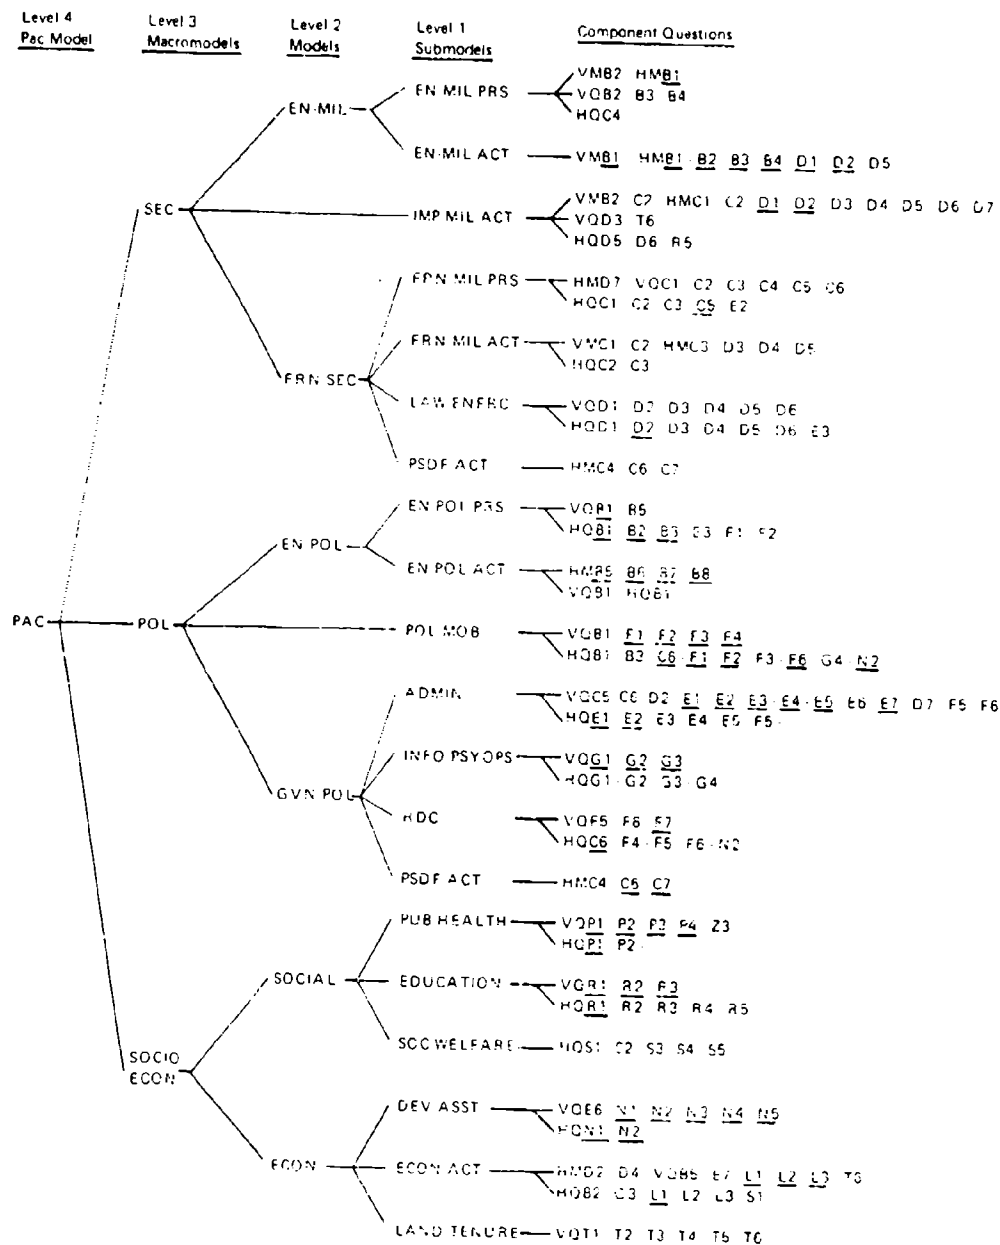 Level 4 Level 3 Level 2 Level 1 Component Questions
Pac Model Macromodels Models Submodels
VMB2 HMB1
EN MIL PRS VQB2 B3 B4
EN-MIL HQC4
EN-MIL ACT VMB1 HMB1 B2 B3 B4 D1 D2 D5
VMB2 C2 HMC1 C2 D1 D2 D3 D4 D5 D6 D7
SEC IMP MIL ACT VQD3 T6
HQD5 D6 R5
FRN MIL PRS HMD7 VQC1 C2 C3 C4 C5 C6
HQC1 C2 C3 C5 E2
FRN MIL ACT VMC1 C2 HMC3 D3 D4 D5
HQC2 C3
FRN SEC
LAW ENFRC VQD1 D2 D3 D4 D5 D6
HQD1 D2 D3 D4 D5 D6 E3
PSDF ACT HMC4 C6 C7
EN POL PRS VQB1 B5
HQB1 B2 B3 F1 F2
EN POL
EN POL ACT HMB5 B6 B7 B8
VQB1 HQB1
PAC POL POL MOB VQB1 F1 F2 F3 F4
HQB1 B3 C6 F1 F2 F3 F6 G4 N2
ADMIN VQC5 C6 D2 E1 E2 E3 E4 E5 E6 E7 D7 F5 F6
HQE1 E2 E3 E4 E5 F5
INFO PSYOPS VQG1 G2 G3
HQG1 G2 G3 G4
GVN POL
RDC VQF5 F6 F7
HQC6 F4 F5 F6 N2
PSDF ACT HMC4 C6 C7
PUB HEALTH VQP1 P2 P3 P4 Z3
HQP1 P2
SOCIAL EDUCATION VQR1 R2 R3
HQR1 R2 R3 R4 R5
SOC WELFARE HQS1 C2 S3 S4 S5
SOCIO
ECON
DEV ASST VQE6 N1 N2 N3 N4 N5
HQN1 N2
ECON ECON ACT HMD2 D4 VQB5 E7 L1 L2 L3
HQB2 L1 L2 L3 S1
LAND TENURE VQT1 T2 T3 T4 T5 T6